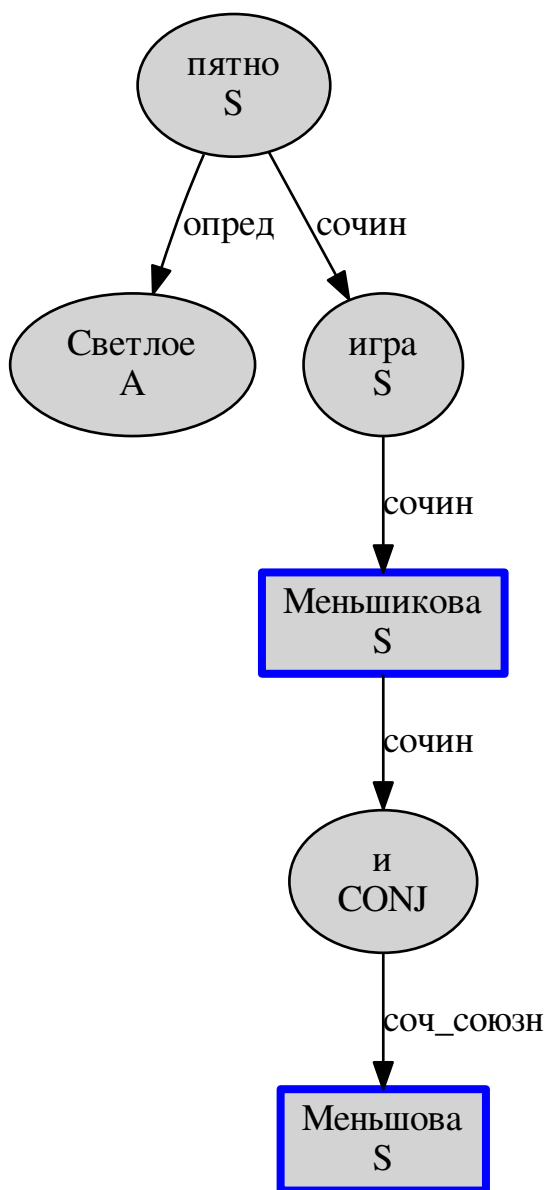 пятно
S
опред
сочин
Светлое
A
игра
S
сочин
Меньшикова
S
сочин
и
CONJ
соч_союзн
Меньшова
S